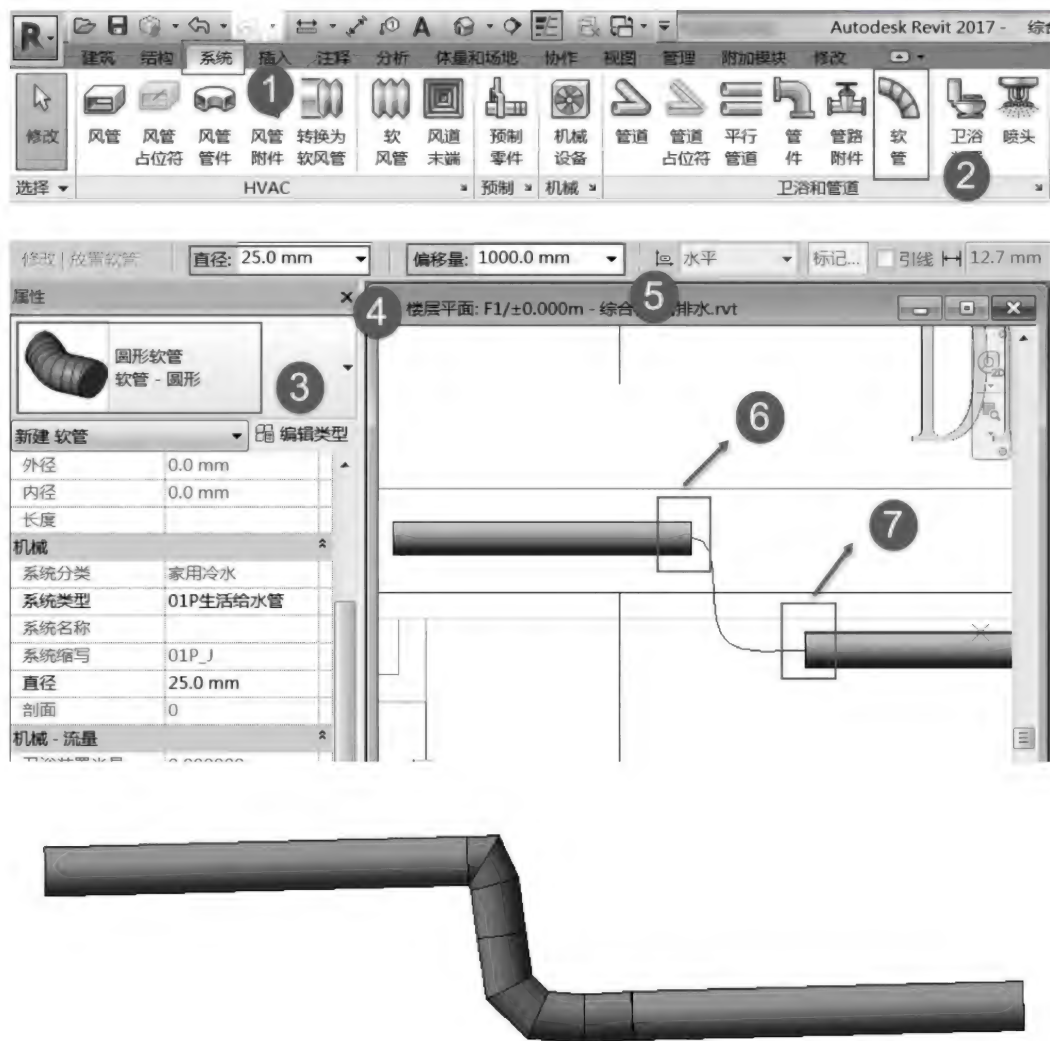 R
Autodesk Revit 2017 - 综合
建筑 结构 系统 插入 注释 分析 体量和场地 协作 视图 管理 附加模块 修改
1
修改
风管
风管
占位符
风管
管件
风管
附件
转换为
软风管
软
风管
风道
末端
预制
零件
机械
设备
管道
管道
占位符
平行
管道
管
件
管路
附件
软
管
卫浴
喷头
2
选择 HVAC 预制 机械 卫浴和管道
修改 | 放置软管 直径: 25.0 mm 偏移量: 1000.0 mm 水平 标记... 引线 12.7 mm
属性
4
楼层平面: F1/±0.000m - 综合
5
排水.rvt
圆形软管
软管 - 圆形
3
新建 软管 编辑类型
外径 0.0 mm
内径 0.0 mm
长度
机械
系统分类 家用冷水
系统类型 01P生活给水管
系统名称
系统缩写 01P_J
直径 25.0 mm
剖面 0
机械 - 流量
2D
6
7